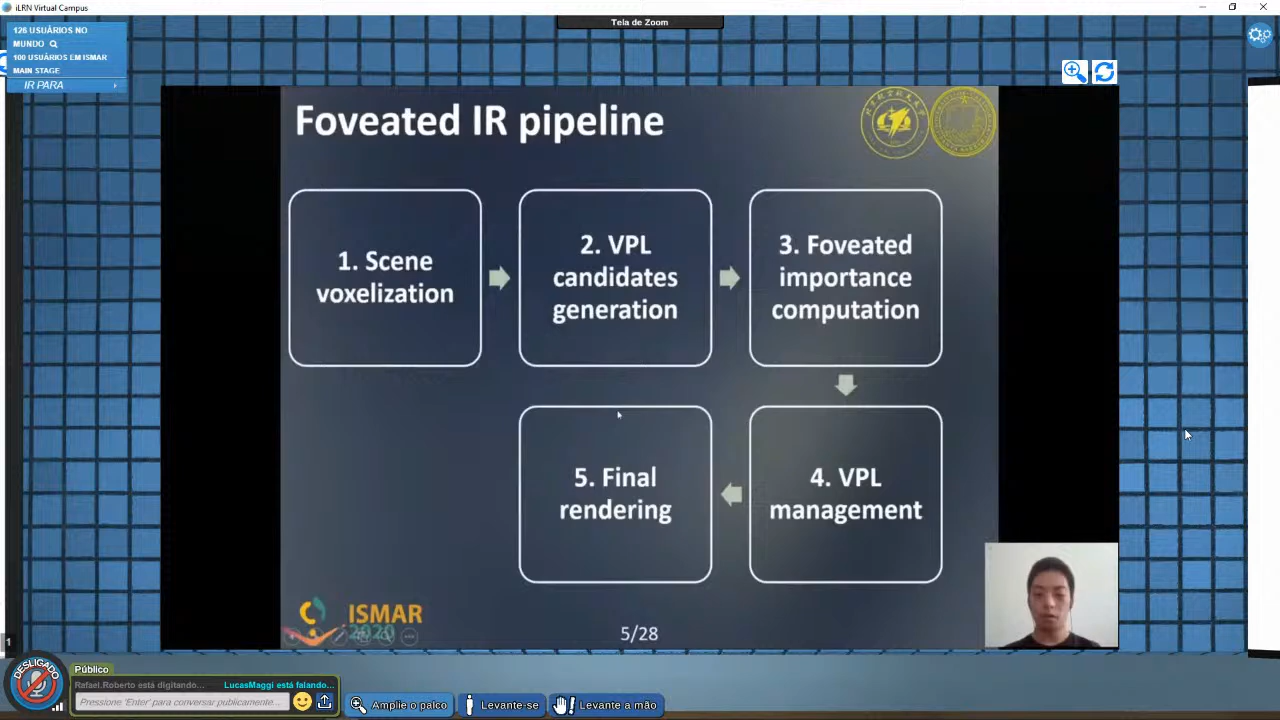 iLRN Virtual Campus
Tela de Zoom
126 USUÁRIOS NO
MUNDO
100 USUÁRIOS EM ISMAR
MAIN STAGE
IR PARA
Foveated IR pipeline
1. Scene
voxelization
2. VPL
candidates
generation
3. Foveated
importance
computation
5. Final
rendering
4. VPL
management
ISMAR
2020
5/28
1
DESLIGADO
Público
Rafael.Roberto está digitando...
LucasMaggi está falando...
Pressione 'Enter' para conversar publicamente...
Amplie o palco
Levante-se
Levante a mão